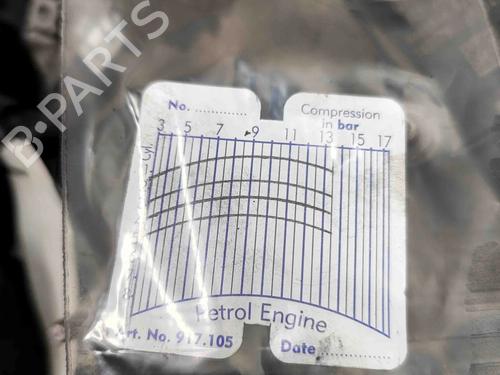 B-PARTS
No. ............
Compression
in bar
3 5 7 9 11 13 15 17
Cyl.
Petrol Engine
Art. No. 917.105
Date ............